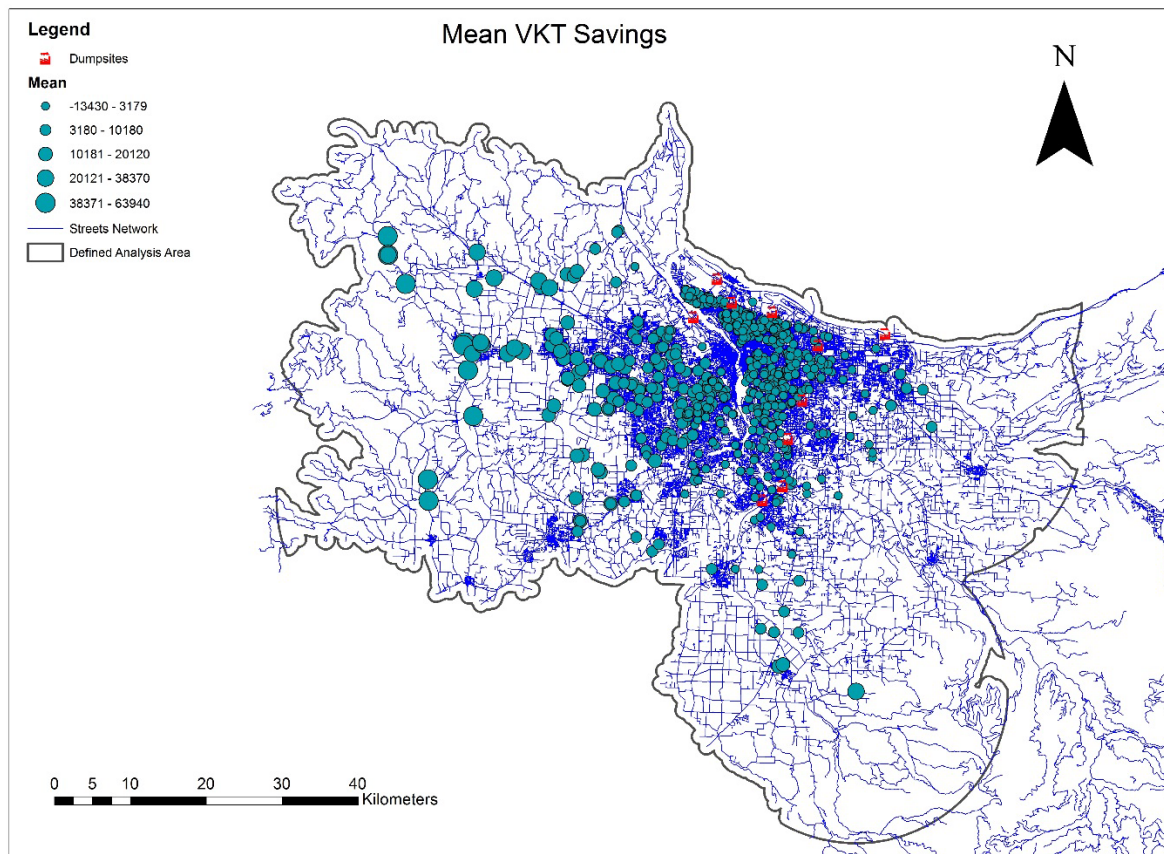 Mean VKT Savings
Legend
Dumpsites
Mean
-13430 - 3179
3180 - 10180
10181 - 20120
20121 - 38370
38371 - 63940
Streets Network
Defined Analysis Area
N
0 5 10 20 30 40
Kilometers